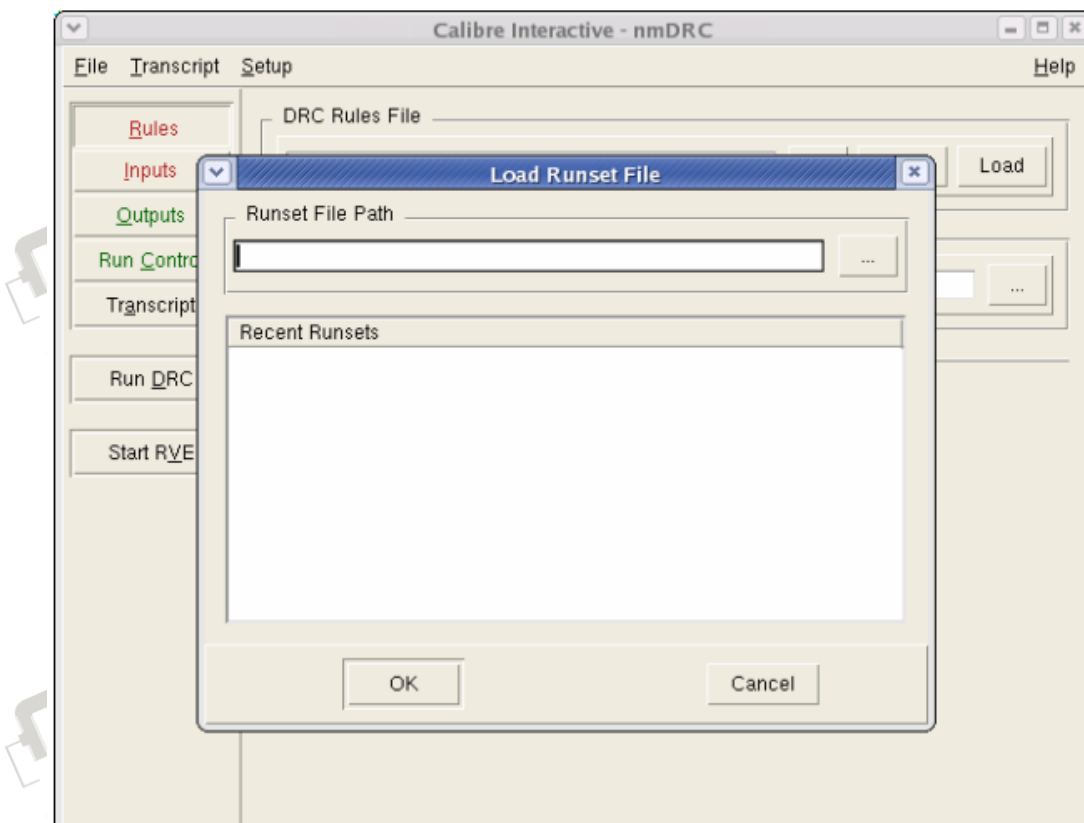 Calibre Interactive - nmDRC
File Transcript Setup Help
Rules
Inputs
Outputs
Run Contro
Transcript
Run DRC
Start RVE
DRC Rules File
Load
...
Load Runset File
Runset File Path
...
Recent Runsets
OK
Cancel